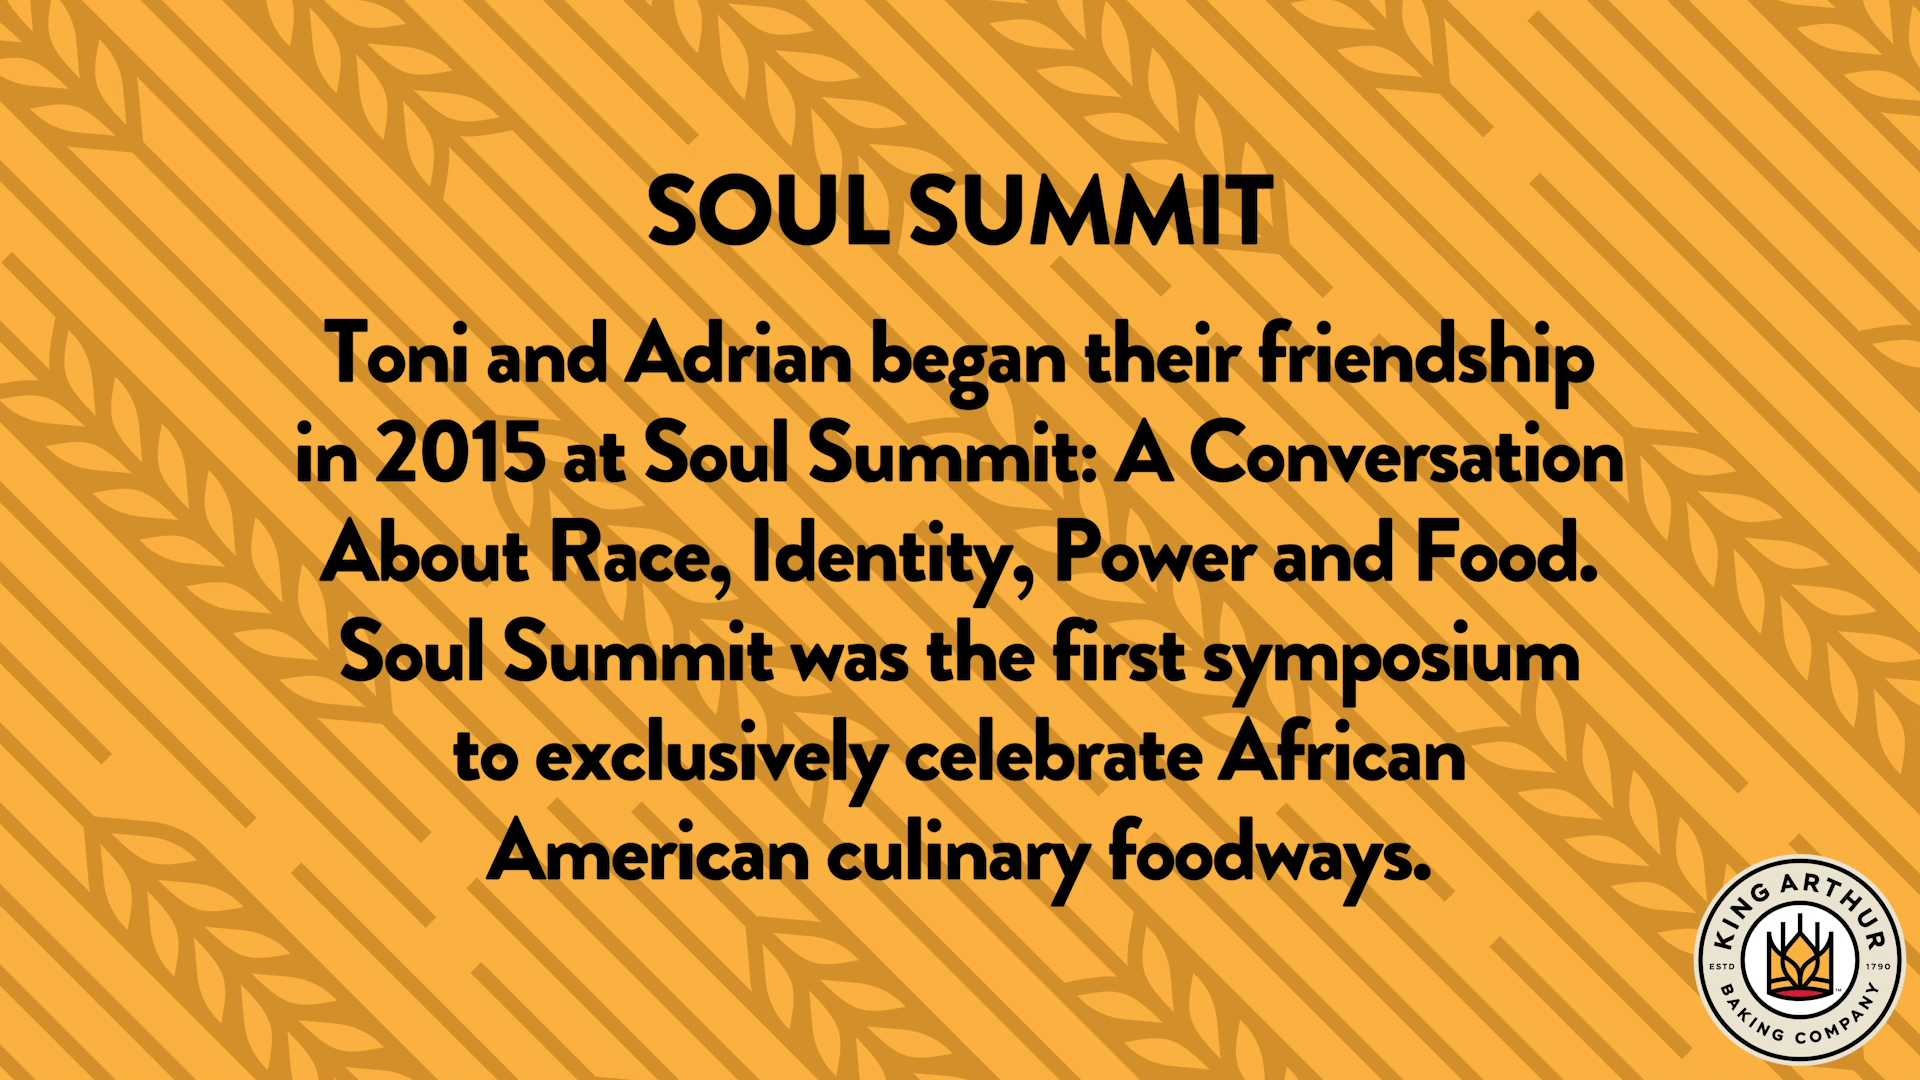 SOUL SUMMIT
Toni and Adrian began their friendship
in 2015 at Soul Summit: A Conversation
About Race, Identity, Power and Food.
Soul Summit was the first symposium
to exclusively celebrate African
American culinary foodways.
KING ARTHUR
ESTD 1790
BAKING COMPANY
™